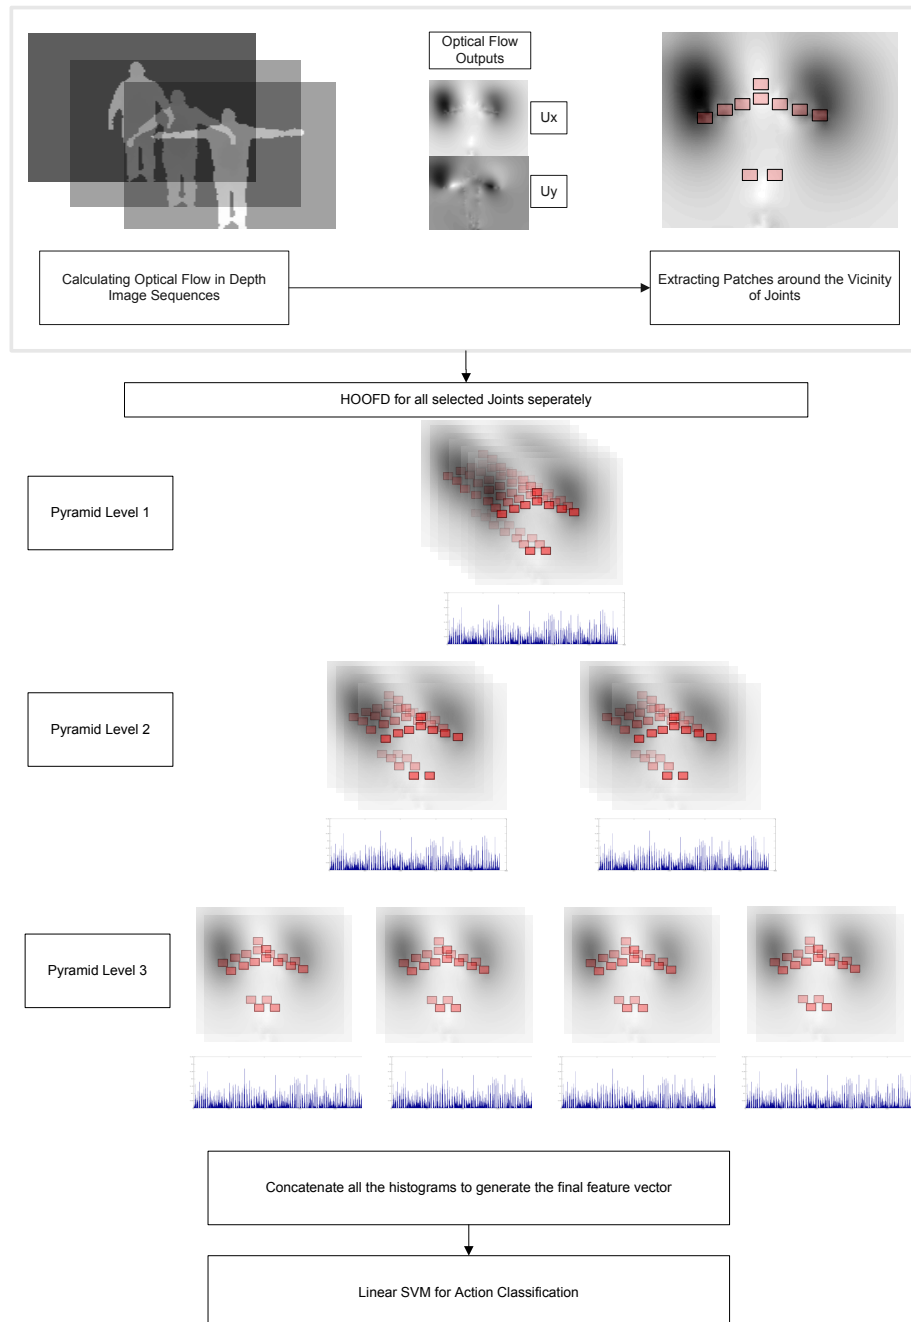 Optical Flow
Outputs
Ux
Uy
Calculating Optical Flow in Depth
Image Sequences
Extracting Patches around the Vicinity
of Joints
HOOFD for all selected Joints seperately
Pyramid Level 1
Pyramid Level 2
Pyramid Level 3
Concatenate all the histograms to generate the final feature vector
Linear SVM for Action Classification